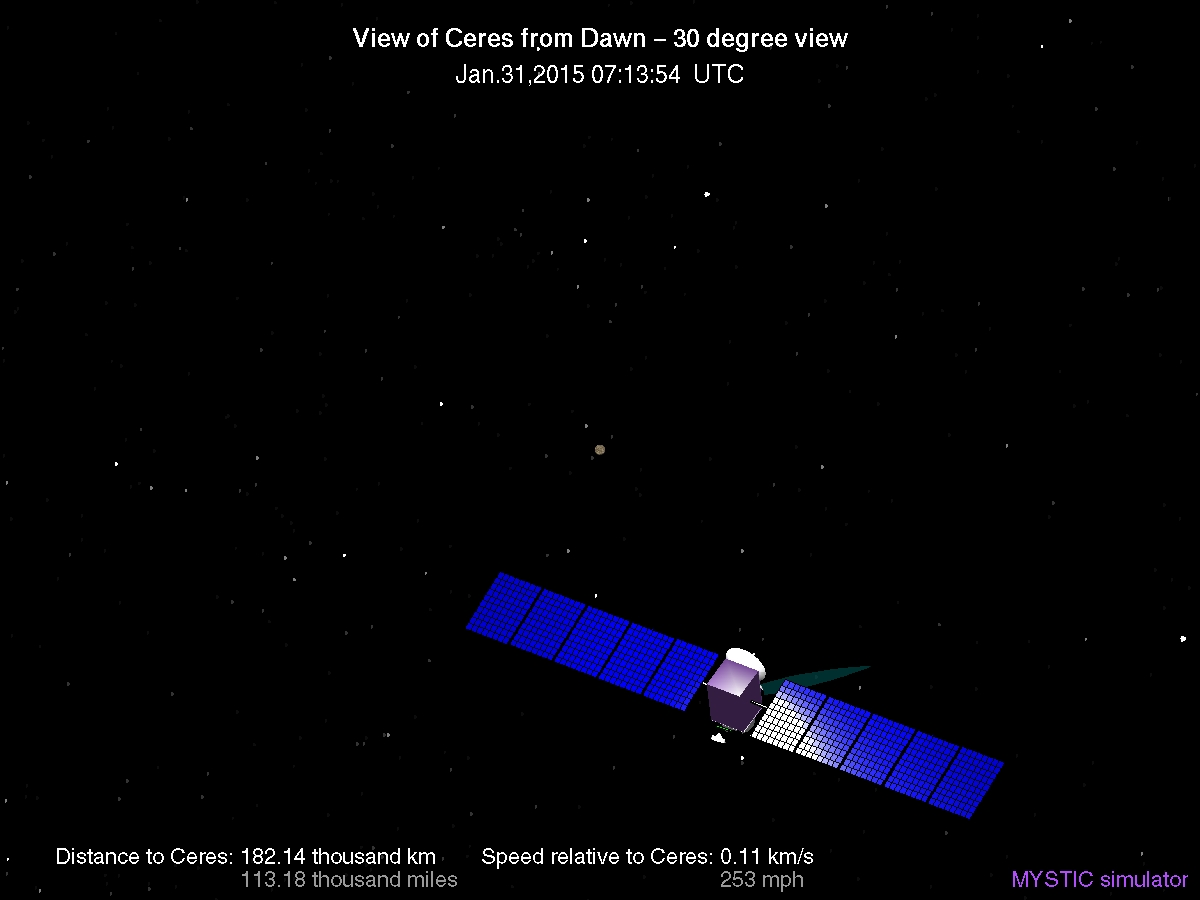 View of Ceres from Dawn – 30 degree view
Jan.31,2015 07:13:54 UTC
Distance to Ceres: 182.14 thousand km Speed relative to Ceres: 0.11 km/s
113.18 thousand miles 253 mph
MYSTIC simulator